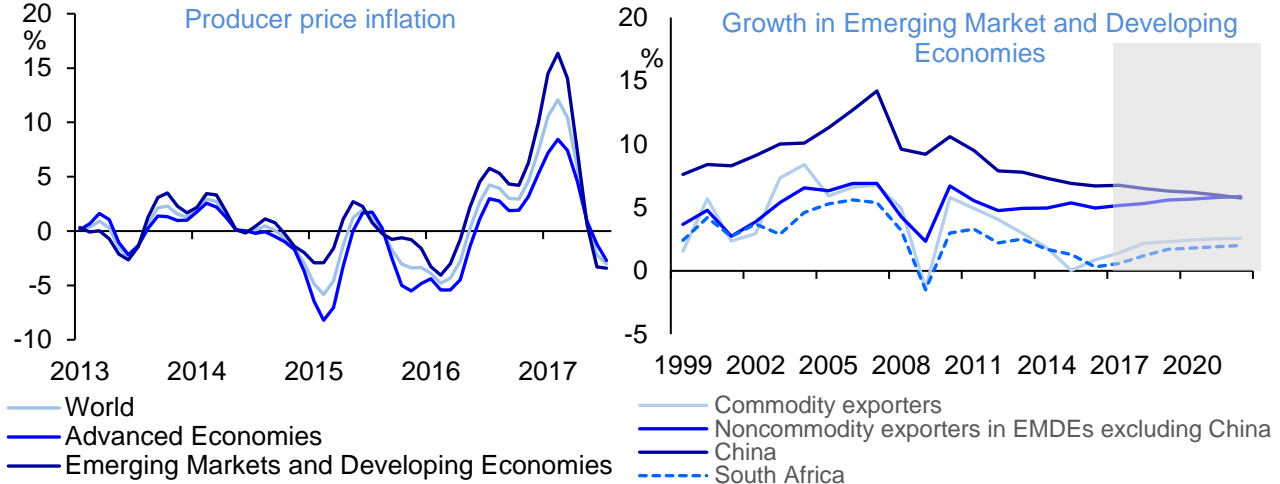 Producer price inflation
20
%
15
10
5
0
-5
-10
2013 2014 2015 2016 2017
World
Advanced Economies
Emerging Markets and Developing Economies
Growth in Emerging Market and Developing
Economies
20
%
15
10
5
0
-5
1999 2002 2005 2008 2011 2014 2017 2020
Commodity exporters
Noncommodity exporters in EMDEs excluding China
China
South Africa